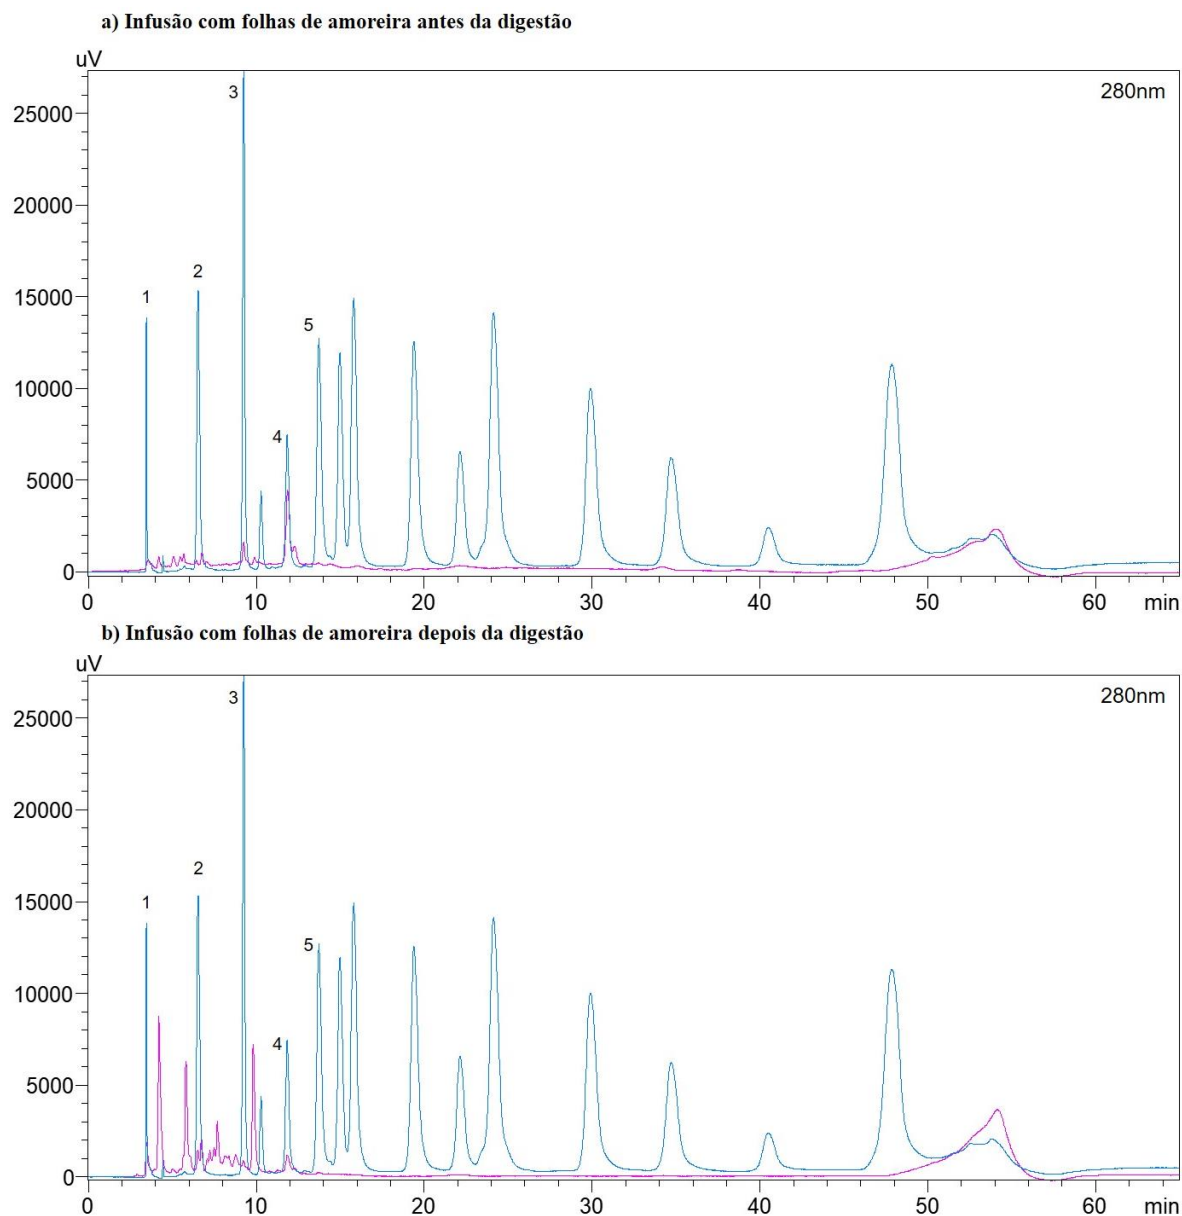 a) Infusão com folhas de amoreira antes da digestão
uV
280nm
25000
20000
15000
10000
5000
0
1
2
3
4
5
0 10 20 30 40 50 60 min
b) Infusão com folhas de amoreira depois da digestão
uV
280nm
25000
20000
15000
10000
5000
0
1
2
3
4
5
0 10 20 30 40 50 60 min